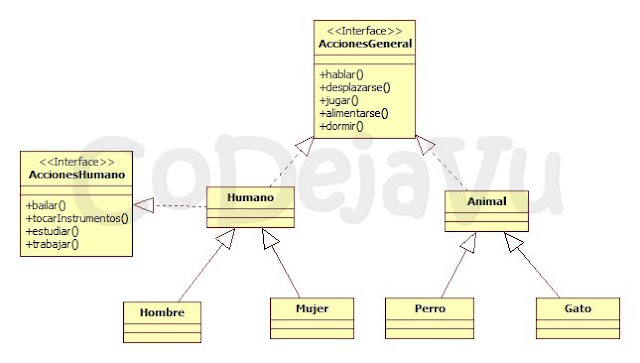 <<Interface>>
AccionesGeneral
+hablar()
+desplazarse()
+jugar()
+alimentarse()
+dormir()
<<Interface>>
AccionesHumano
+bailar()
+tocarInstrumentos()
+estudiar()
+trabajar()
Humano
Animal
Hombre
Mujer
Perro
Gato
CoDejaVu